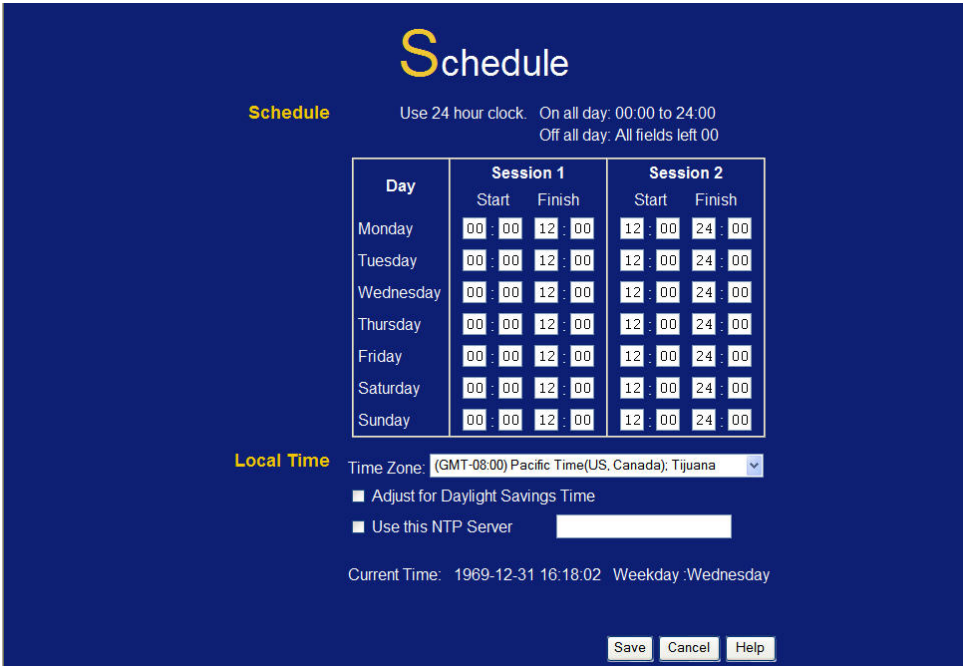 Schedule
Schedule Use 24 hour clock. On all day: 00:00 to 24:00
Off all day: All fields left 00
Day Session 1 Session 2
Start Finish Start Finish
Monday 00 : 00 12 : 00 12 : 00 24 : 00
Tuesday 00 : 00 12 : 00 12 : 00 24 : 00
Wednesday 00 : 00 12 : 00 12 : 00 24 : 00
Thursday 00 : 00 12 : 00 12 : 00 24 : 00
Friday 00 : 00 12 : 00 12 : 00 24 : 00
Saturday 00 : 00 12 : 00 12 : 00 24 : 00
Sunday 00 : 00 12 : 00 12 : 00 24 : 00
Local Time Time Zone: (GMT-08:00) Pacific Time(US, Canada); Tijuana
Adjust for Daylight Savings Time
Use this NTP Server
Current Time: 1969-12-31 16:18:02 Weekday :Wednesday
Save Cancel Help